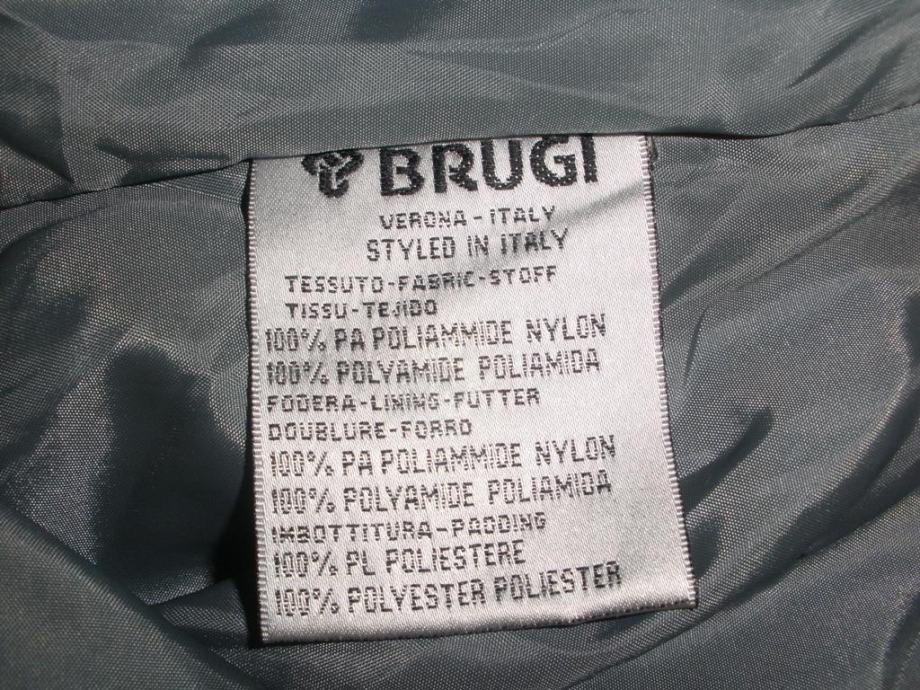 BRUGI
VERONA-ITALY
STYLED IN ITALY
TESSUTO-FABRIC-STOFF
TISSU-TEJIDO
100% PA POLIAMMIDE NYLON
100% POLYAMIDE POLIAMIDA
FODERA-LINING-FUTTER
DOUBLURE-FORRO
100% PA POLIAMMIDE NYLON
100% POLYAMIDE POLIAMIDA
IMBOTTITURA-PADDING
100% PL POLIESTERE
100% POLYESTER POLIESTER